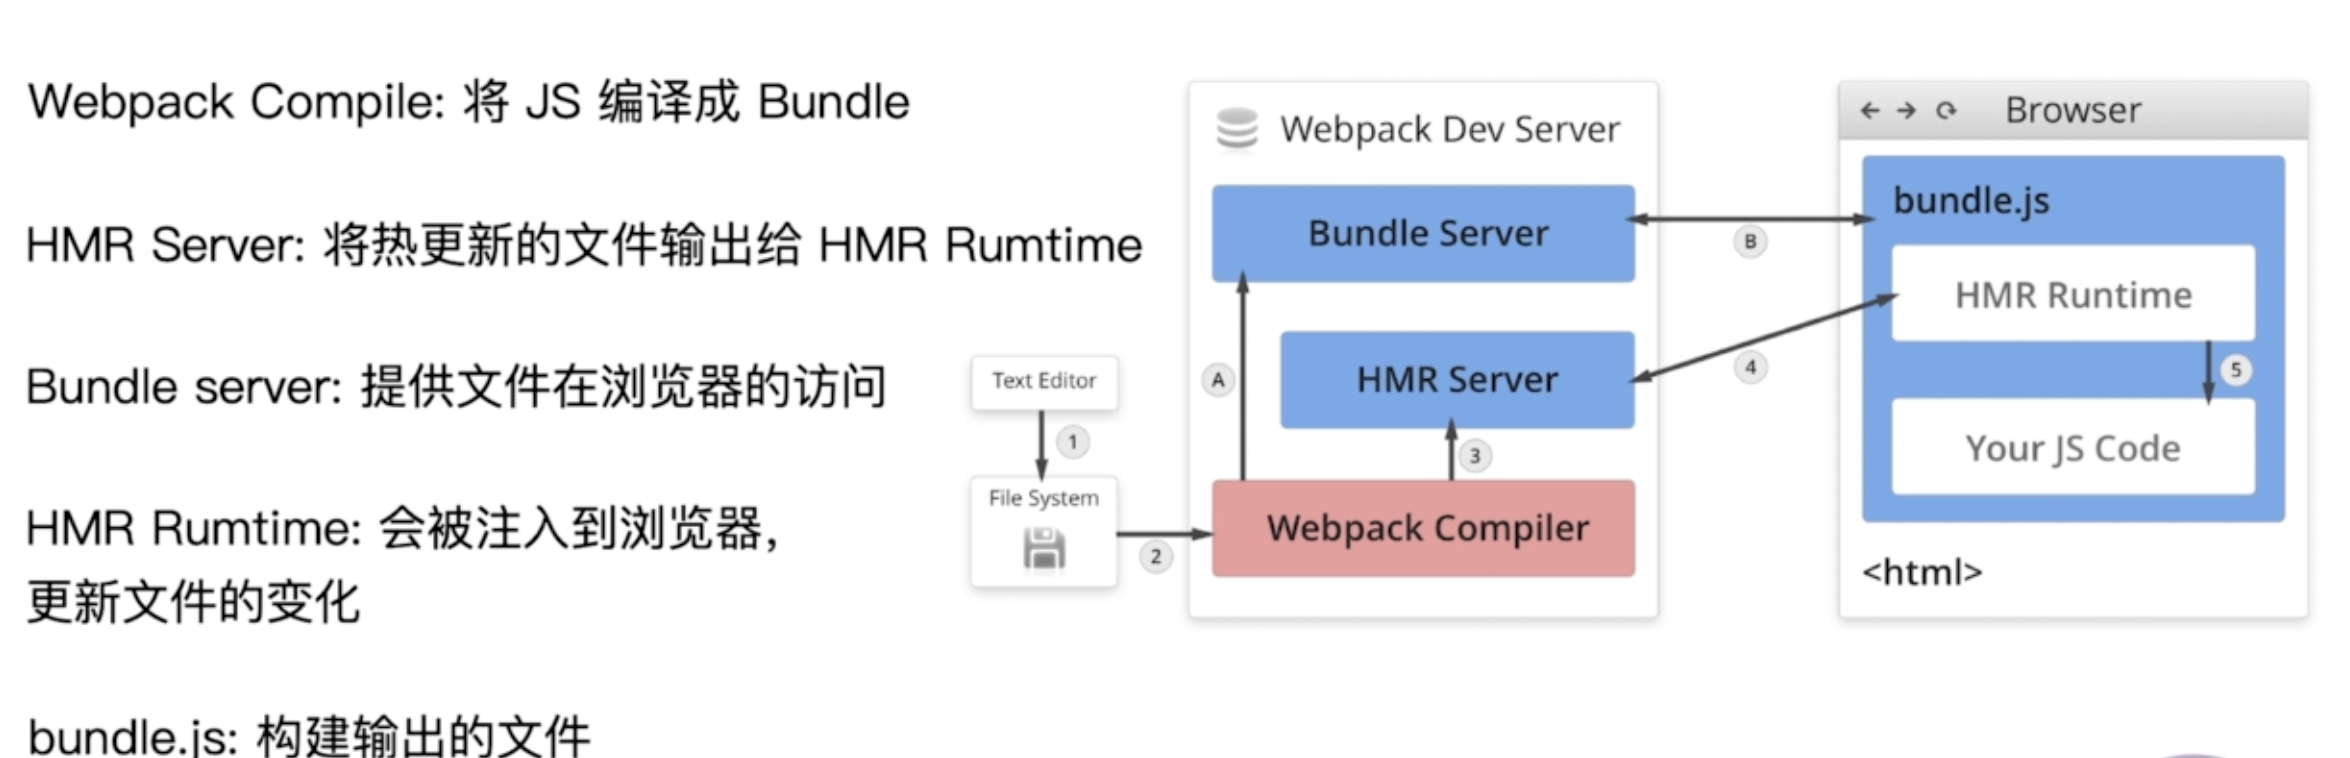 Webpack Compile: 将 JS 编译成 Bundle
HMR Server: 将热更新的文件输出给 HMR Rumtime
Bundle server: 提供文件在浏览器的访问
HMR Rumtime: 会被注入到浏览器，
更新文件的变化
bundle.js: 构建输出的文件
Text Editor
1
File System
2
Webpack Dev Server
Bundle Server
A
HMR Server
3
Webpack Compiler
B
4
Browser
bundle.js
HMR Runtime
5
Your JS Code
<html>